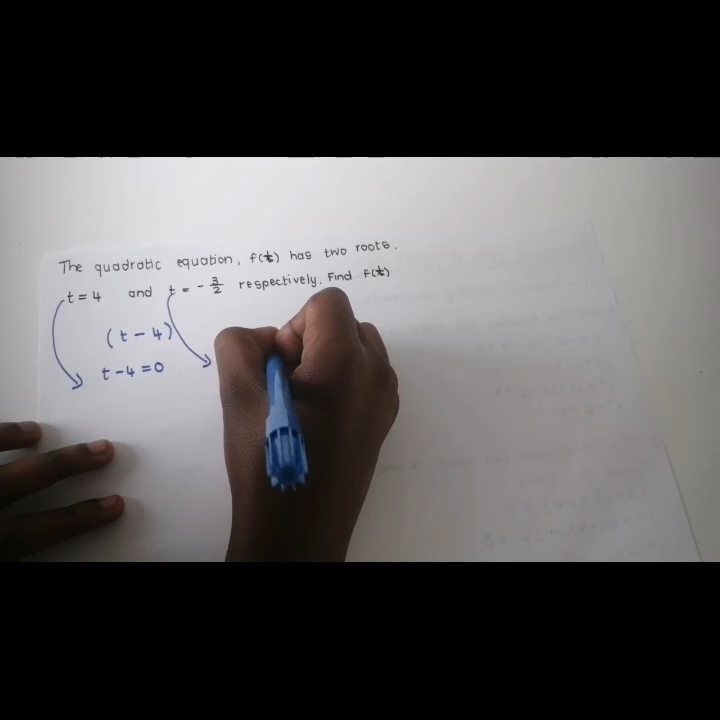 The quadratic equation, f(t) has two roots.
t = 4 and t = - 3/2 respectively. Find f(t)
(t - 4)
t - 4 = 0